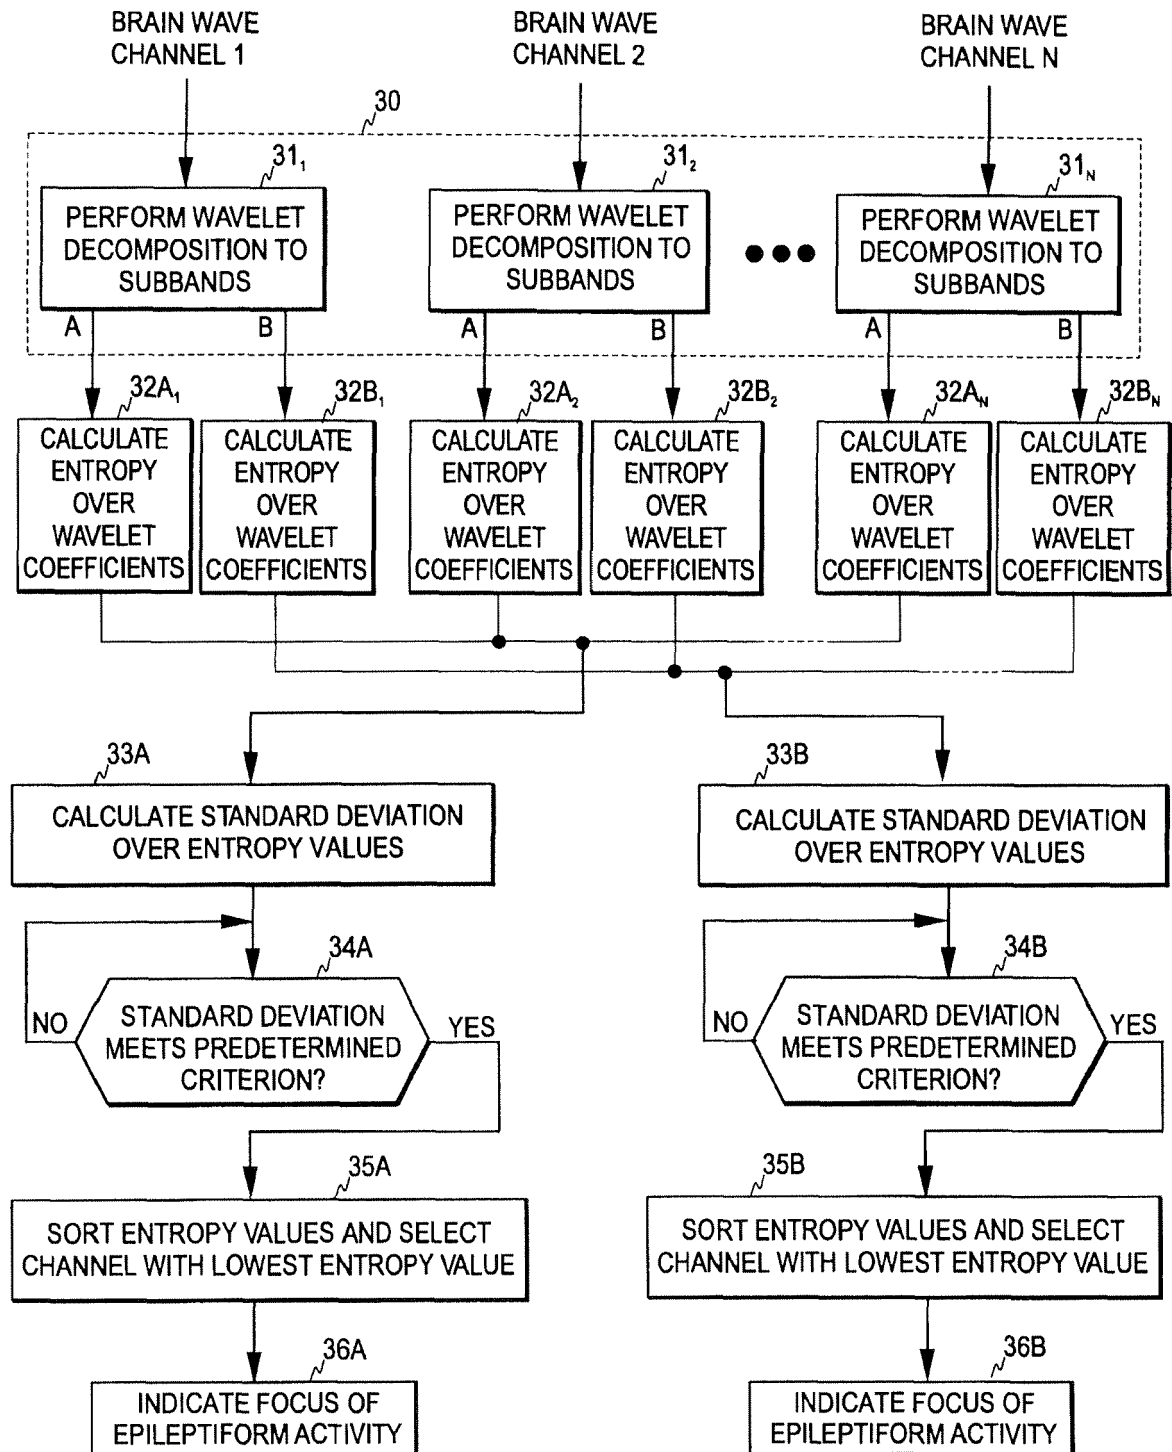 BRAIN WAVE
CHANNEL 1
BRAIN WAVE
CHANNEL 2
BRAIN WAVE
CHANNEL N
30
31₁
PERFORM WAVELET
DECOMPOSITION TO
SUBBANDS
31₂
PERFORM WAVELET
DECOMPOSITION TO
SUBBANDS
31N
PERFORM WAVELET
DECOMPOSITION TO
SUBBANDS
A
B
A
B
A
B
32A₁
CALCULATE
ENTROPY
OVER
WAVELET
COEFFICIENTS
32B₁
CALCULATE
ENTROPY
OVER
WAVELET
COEFFICIENTS
32A₂
CALCULATE
ENTROPY
OVER
WAVELET
COEFFICIENTS
32B₂
CALCULATE
ENTROPY
OVER
WAVELET
COEFFICIENTS
32AN
CALCULATE
ENTROPY
OVER
WAVELET
COEFFICIENTS
32BN
CALCULATE
ENTROPY
OVER
WAVELET
COEFFICIENTS
33A
CALCULATE STANDARD DEVIATION
OVER ENTROPY VALUES
33B
CALCULATE STANDARD DEVIATION
OVER ENTROPY VALUES
34A
NO
STANDARD DEVIATION
MEETS PREDETERMINED
CRITERION?
YES
34B
NO
STANDARD DEVIATION
MEETS PREDETERMINED
CRITERION?
YES
35A
SORT ENTROPY VALUES AND SELECT
CHANNEL WITH LOWEST ENTROPY VALUE
35B
SORT ENTROPY VALUES AND SELECT
CHANNEL WITH LOWEST ENTROPY VALUE
36A
INDICATE FOCUS OF
EPILEPTIFORM ACTIVITY
36B
INDICATE FOCUS OF
EPILEPTIFORM ACTIVITY